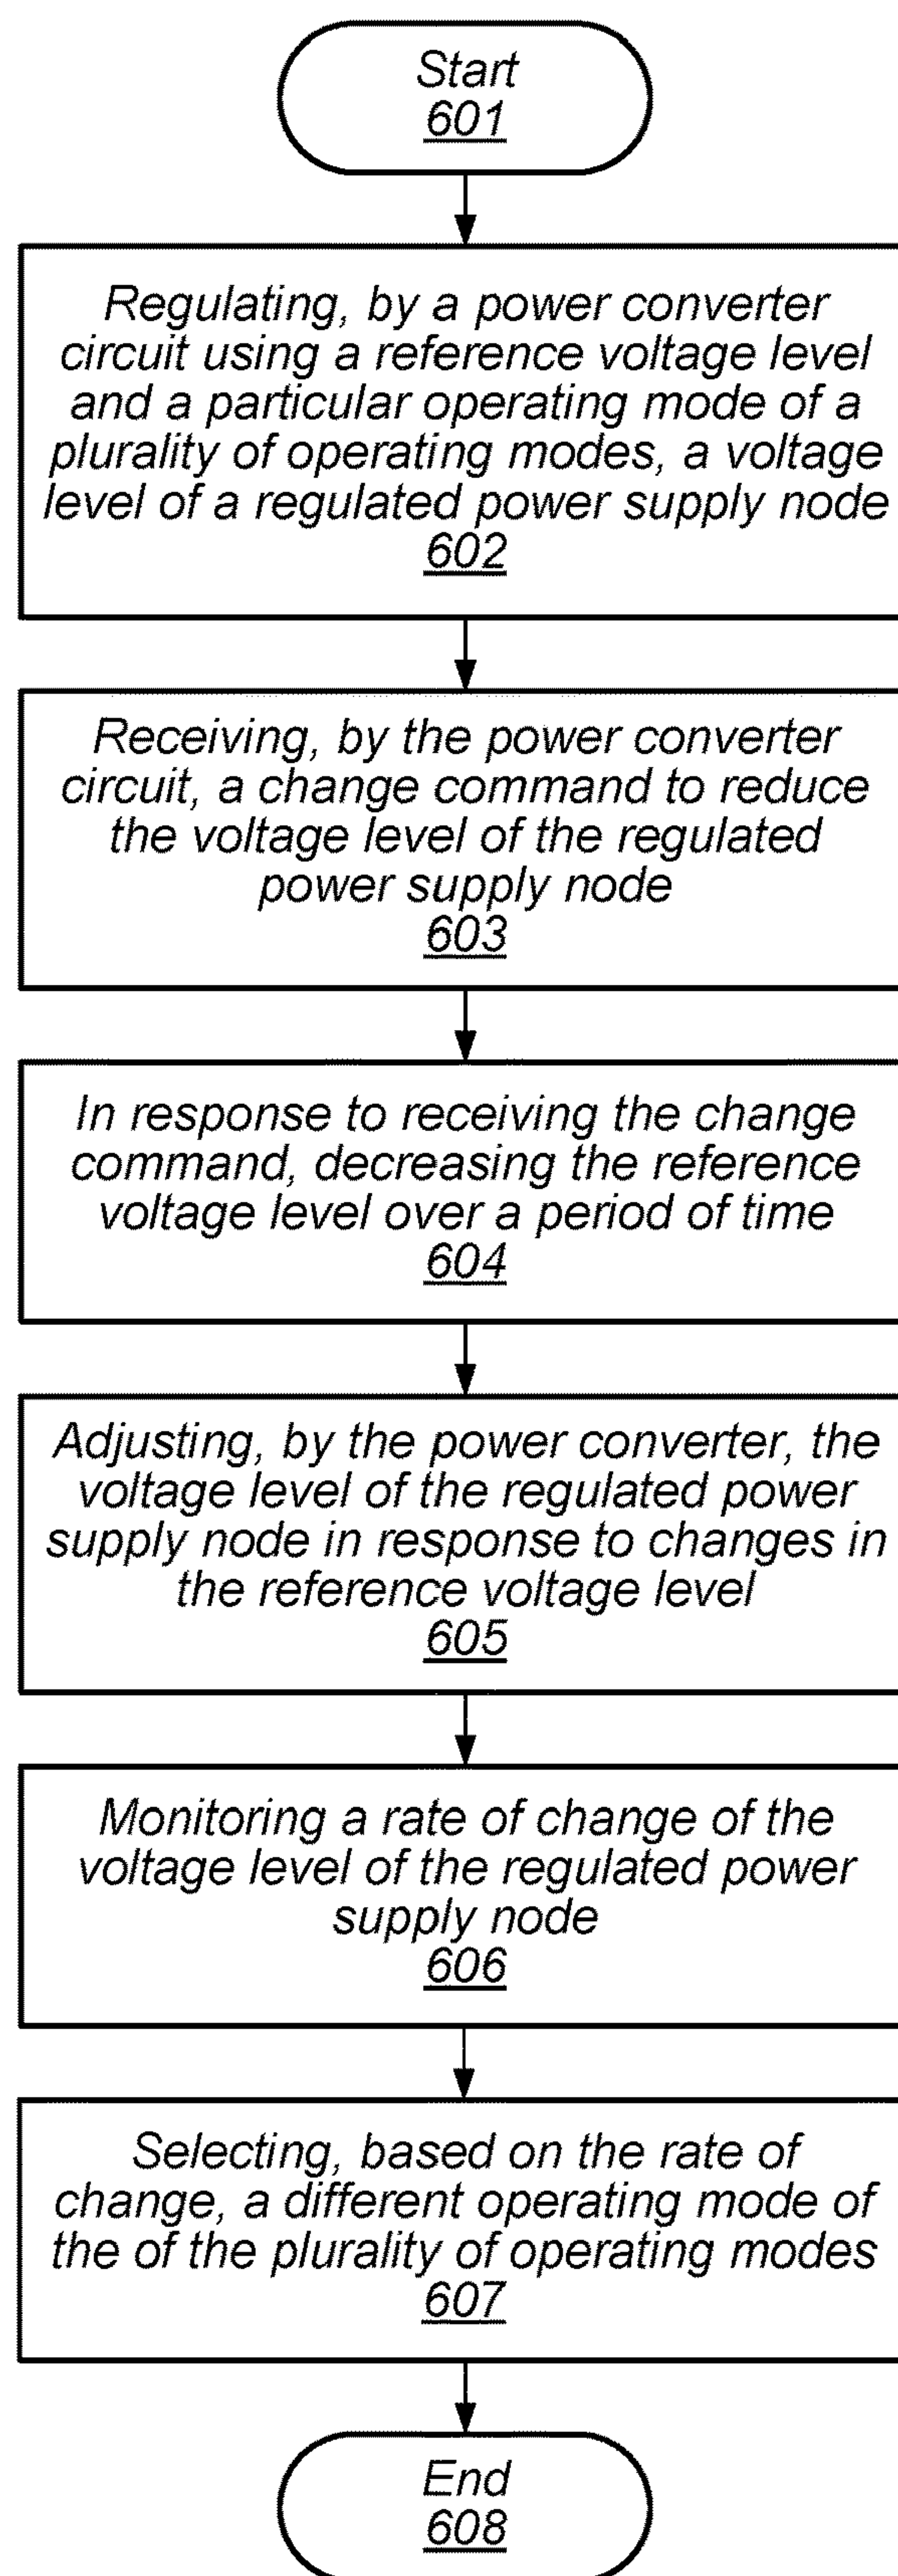 Start
601
Regulating, by a power converter
circuit using a reference voltage level
and a particular operating mode of a
plurality of operating modes, a voltage
level of a regulated power supply node
602
Receiving, by the power converter
circuit, a change command to reduce
the voltage level of the regulated
power supply node
603
In response to receiving the change
command, decreasing the reference
voltage level over a period of time
604
Adjusting, by the power converter, the
voltage level of the regulated power
supply node in response to changes in
the reference voltage level
605
Monitoring a rate of change of the
voltage level of the regulated power
supply node
606
Selecting, based on the rate of
change, a different operating mode of
the of the plurality of operating modes
607
End
608